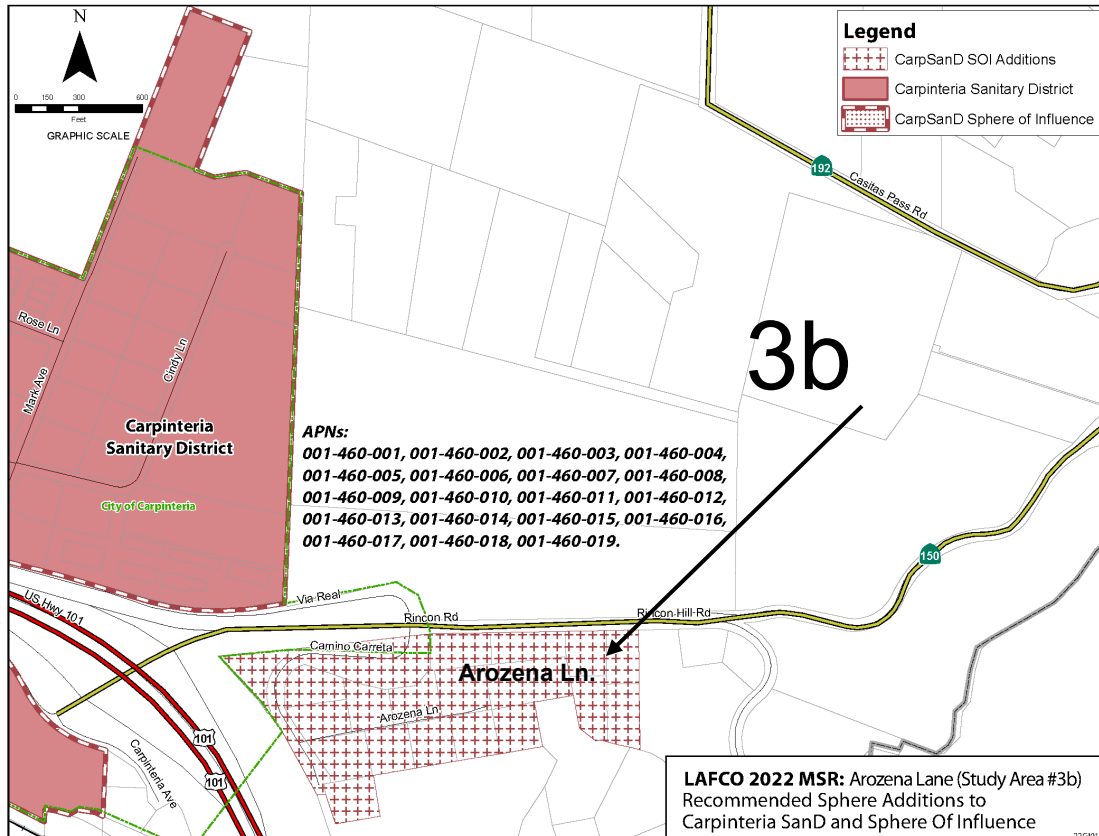 N
0 150 300 600
Feet
GRAPHIC SCALE
Legend
CarpSanD SOI Additions
Carpinteria Sanitary District
CarpSanD Sphere of Influence
192
Casitas Pass Rd
3b
Rose Ln
Mark Ave
Cindy Ln
Carpinteria
Sanitary District
City of Carpinteria
APNs:
001-460-001, 001-460-002, 001-460-003, 001-460-004,
001-460-005, 001-460-006, 001-460-007, 001-460-008,
001-460-009, 001-460-010, 001-460-011, 001-460-012,
001-460-013, 001-460-014, 001-460-015, 001-460-016,
001-460-017, 001-460-018, 001-460-019.
150
US Hwy 101
Via Real
Rincon Rd
Rincon Hill Rd
Camino Carreta
Arozena Ln.
Arozena Ln
101
101
Carpinteria Ave
LAFCO 2022 MSR: Arozena Lane (Study Area #3b)
Recommended Sphere Additions to
Carpinteria SanD and Sphere Of Influence